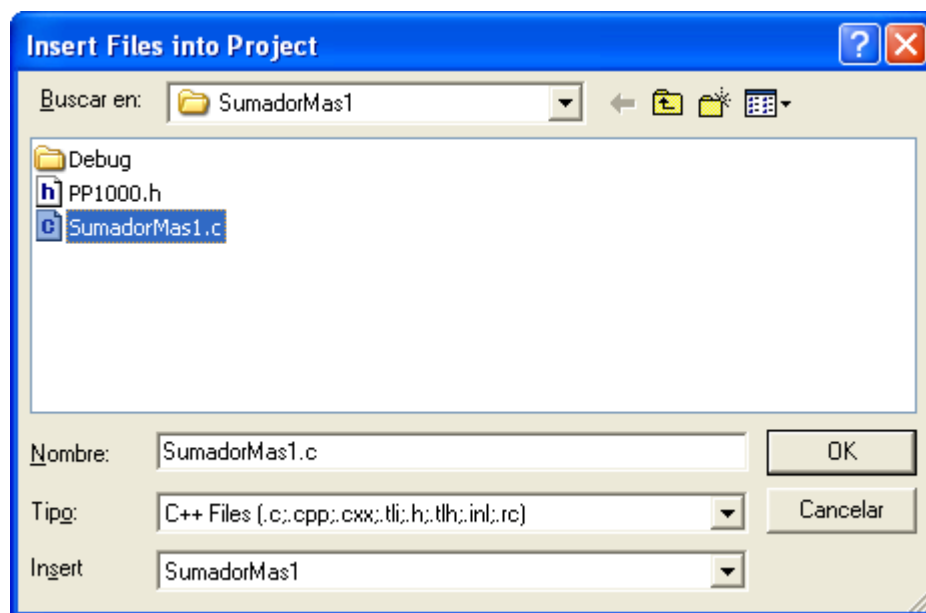 Insert Files into Project
Buscar en: SumadorMas1
Debug
PP1000.h
SumadorMas1.c
Nombre: SumadorMas1.c OK
Tipo: C++ Files (.c;.cpp;.cxx;.tli;.h;.tlh;.inl;.rc) Cancelar
Insert SumadorMas1